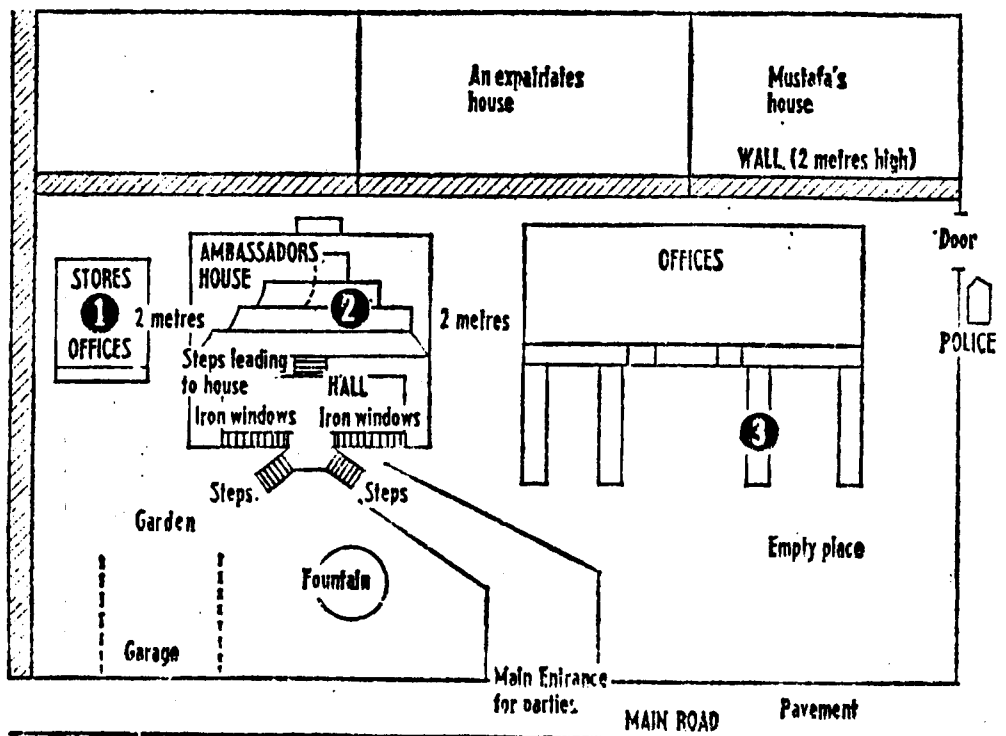 An expatriates
house
Mustafa's
house
WALL (2 metres high)
Door
POLICE
AMBASSADORS
HOUSE
OFFICES
STORES
1
OFFICES
2 metres
2
2 metres
Steps leading
to house
HALL
Iron windows
Iron windows
3
Steps.
Steps
Garden
Empty place
Fountain
Garage
Main Entrance
for parties
MAIN ROAD
Pavement